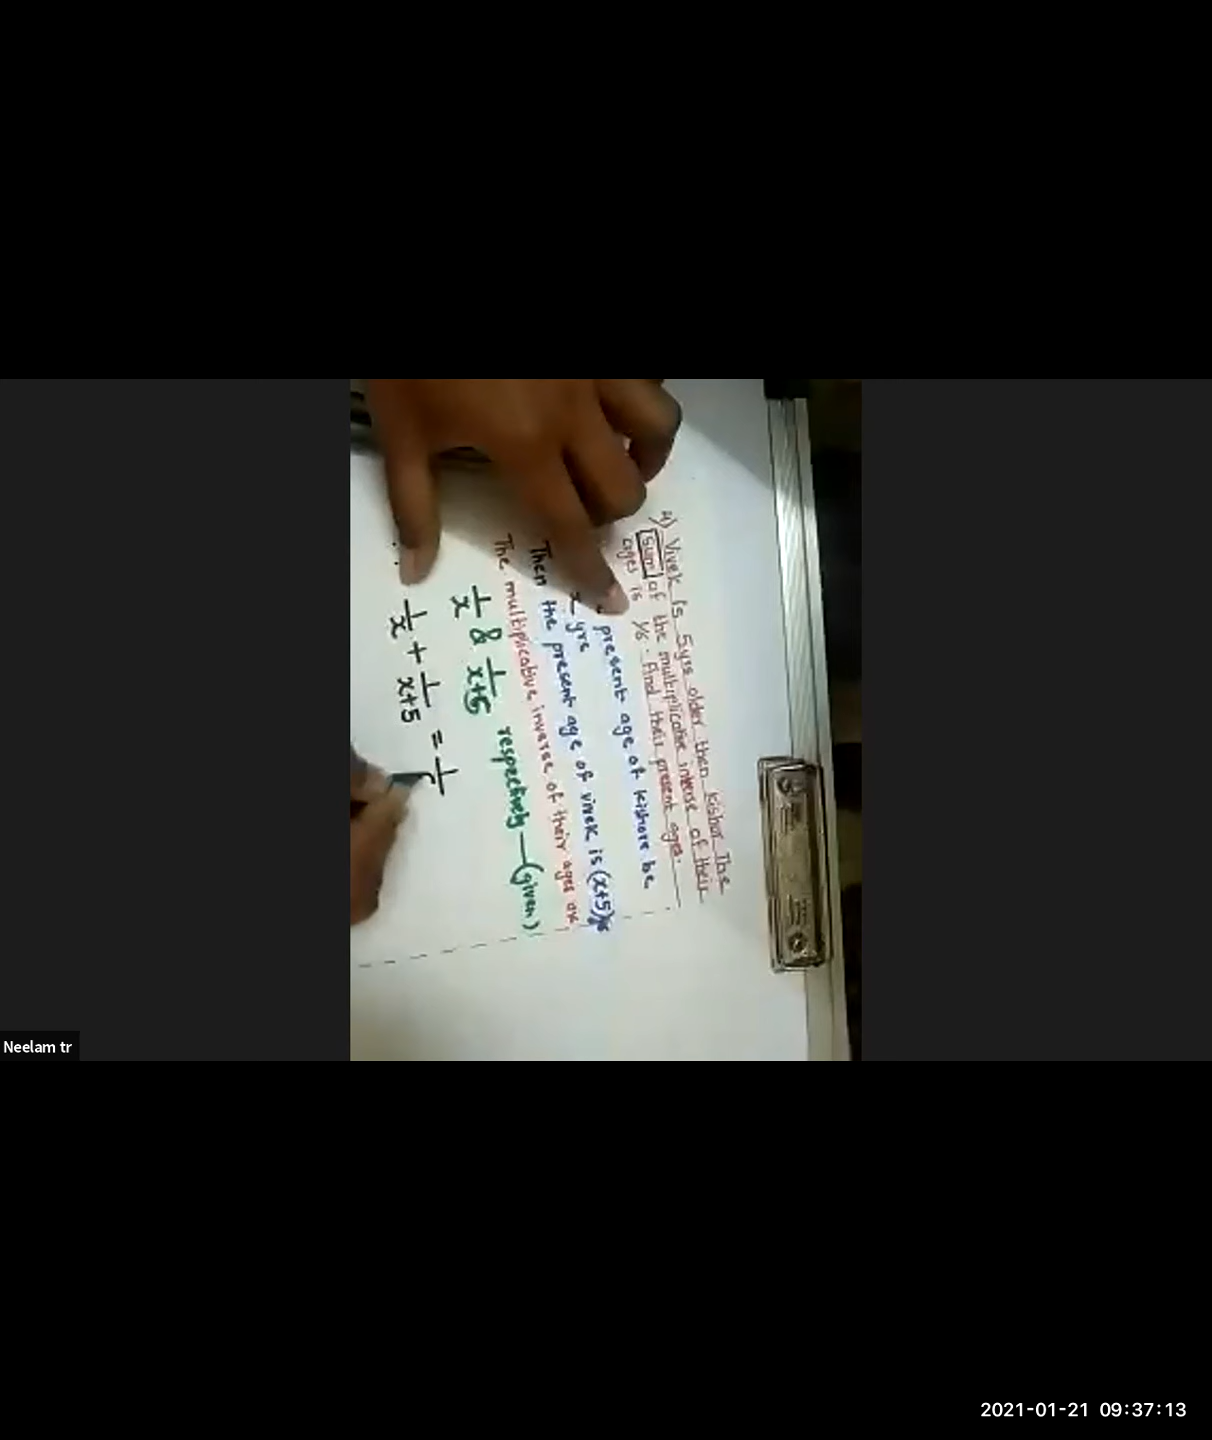 4) Vivek is 5yrs older than Kishor. The
sum of the multiplicative inverse of their
ages is 1/6. Find their present ages.
present age of Kishore be
x yrs
Then the present age of vivek is (x+5)yrs
The multiplicative inverse of their ages are
1/x & 1/x+5 respectively — (given)
∴ 1/x + 1/x+5 = 1/
Neelam tr
2021-01-21 09:37:13